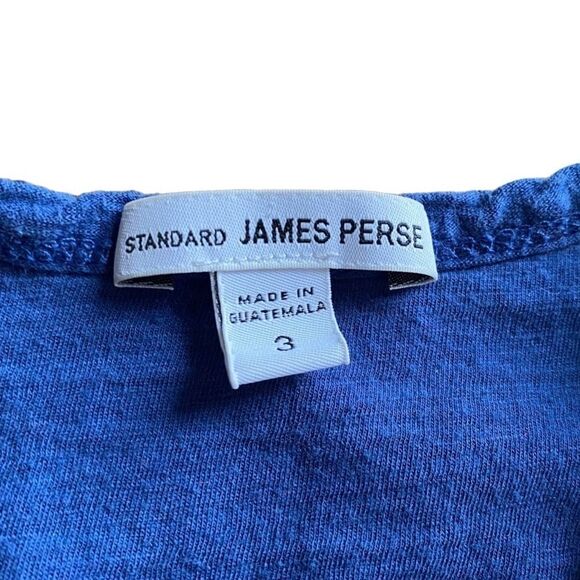 STANDARD JAMES PERSE
MADE IN
GUATEMALA
3